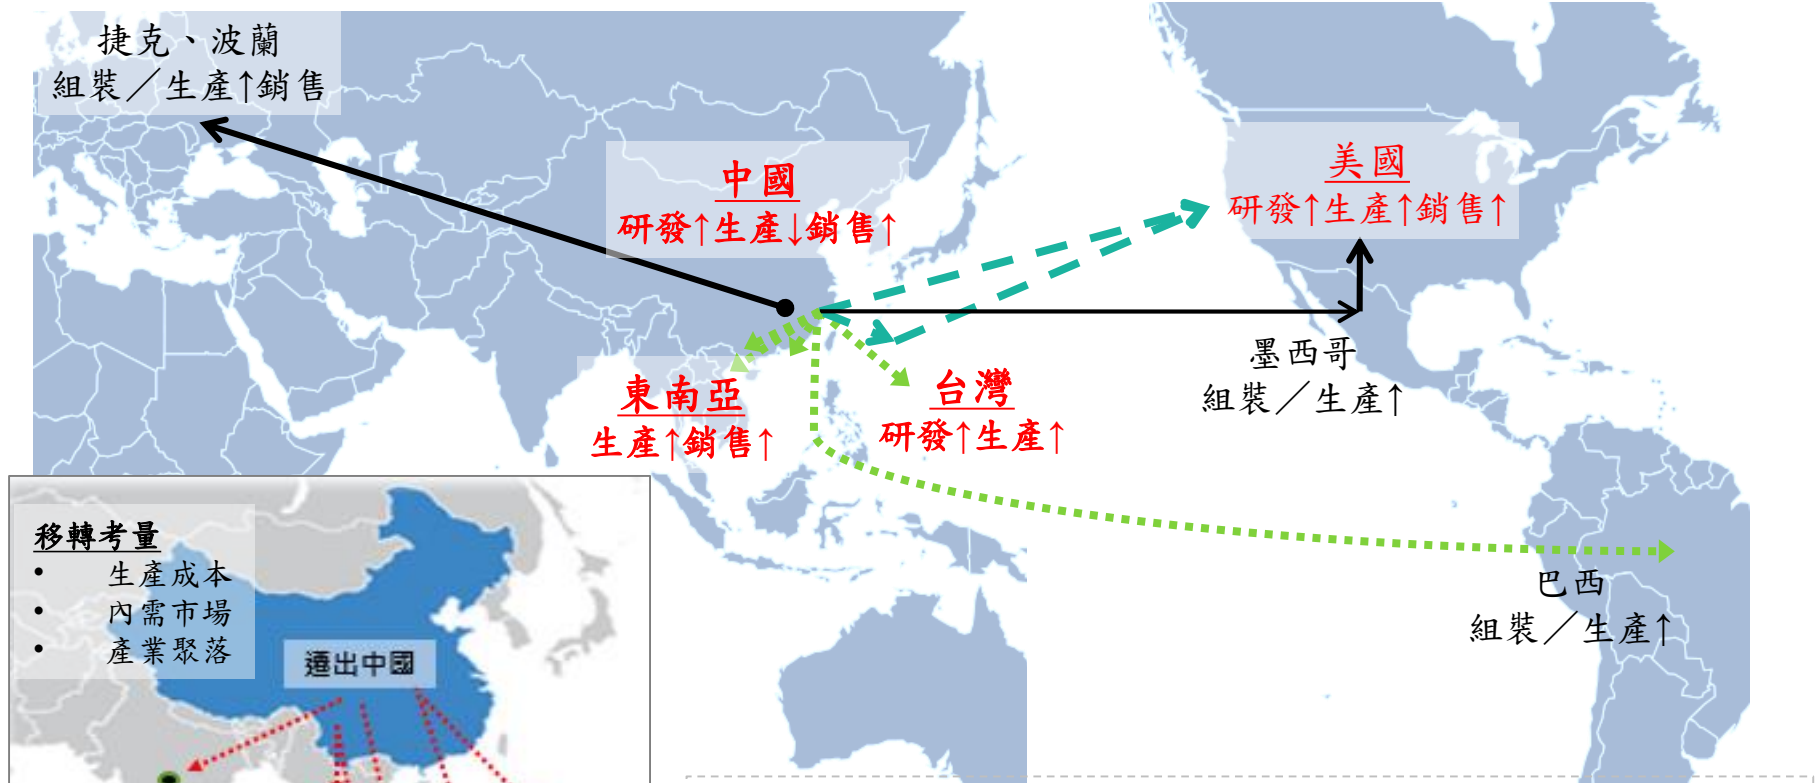 捷克、波蘭
組裝／生產↑銷售
中國
研發↑生產↓銷售↑
美國
研發↑生產↑銷售↑
墨西哥
組裝／生產↑
東南亞
生產↑銷售↑
台灣
研發↑生產↑
巴西
組裝／生產↑
移轉考量
• 生產成本
• 內需市場
• 產業聚落
遷出中國